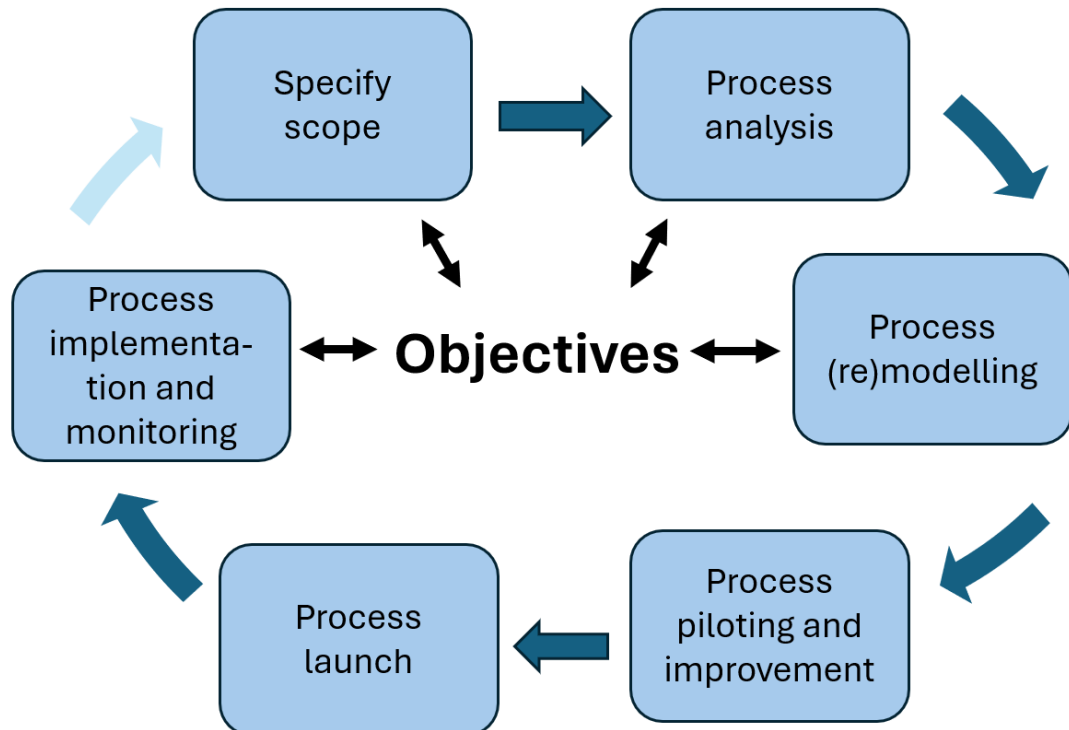 Specify
scope
Process
analysis
Process
implementa-
tion and
monitoring
Objectives
Process
(re)modelling
Process
launch
Process
piloting and
improvement